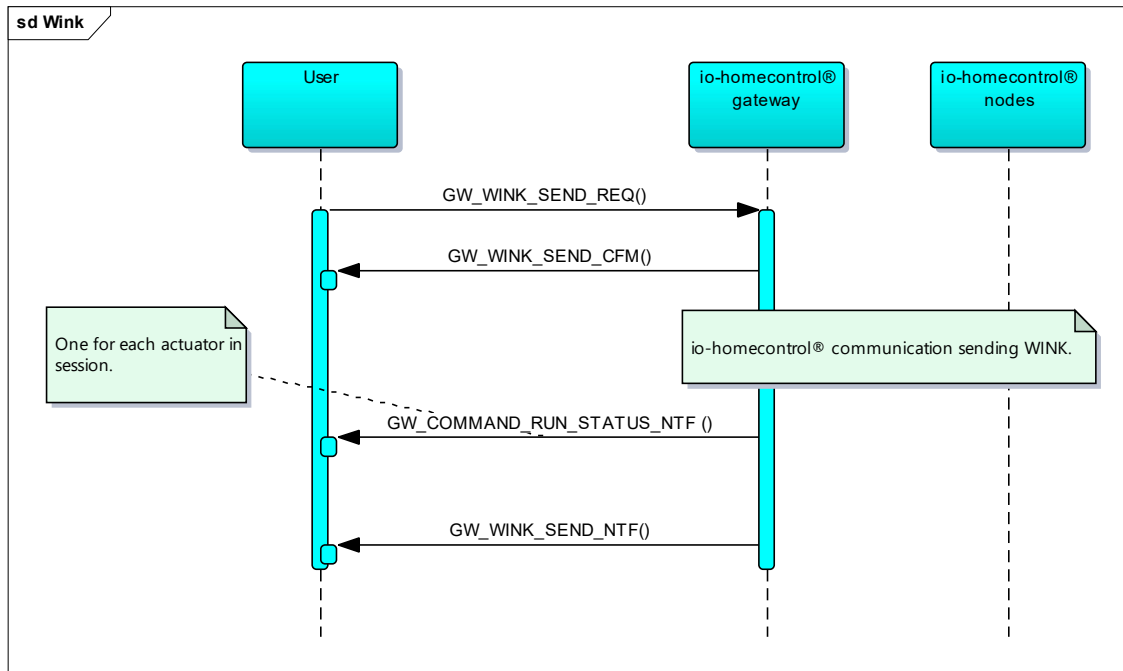 sd Wink
User
io-homecontrol®
gateway
io-homecontrol®
nodes
GW_WINK_SEND_REQ()
GW_WINK_SEND_CFM()
One for each actuator in
session.
io-homecontrol® communication sending WINK.
GW_COMMAND_RUN_STATUS_NTF ()
GW_WINK_SEND_NTF()